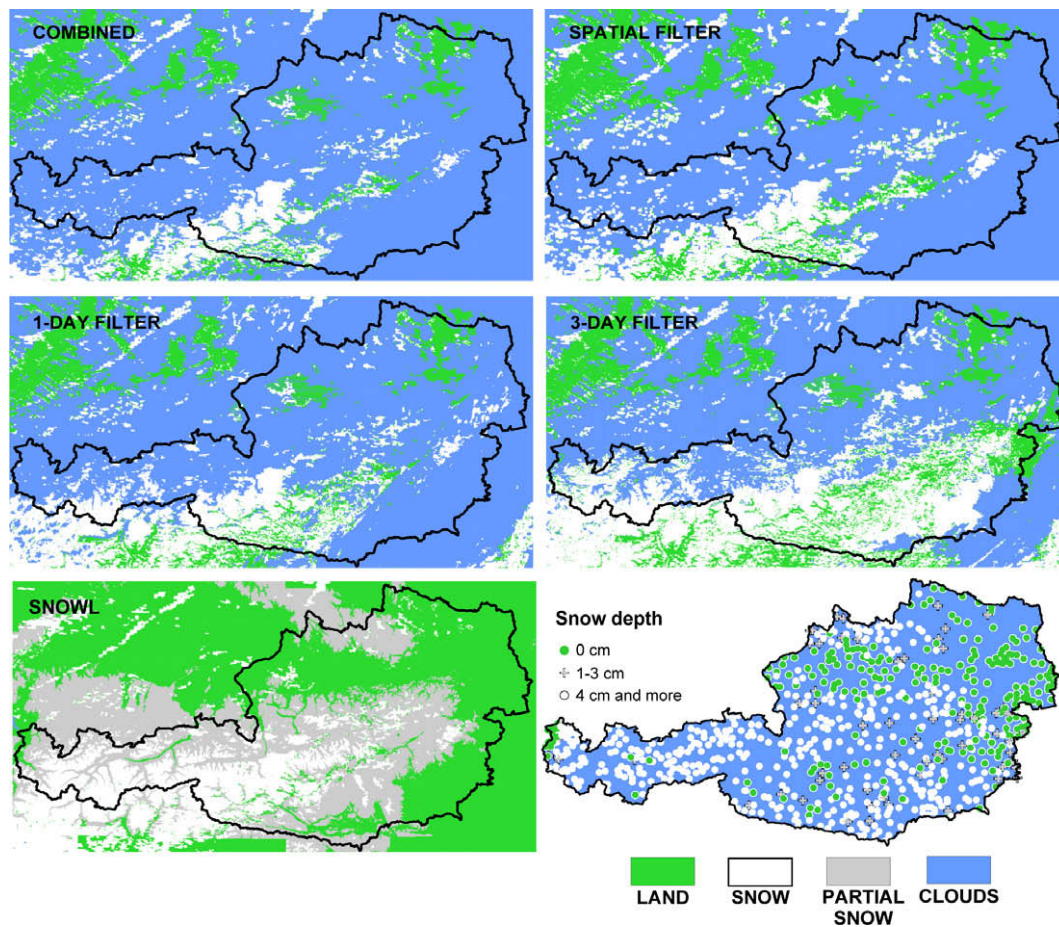 COMBINED
SPATIAL FILTER
1-DAY FILTER
3-DAY FILTER
SNOWL
Snow depth
0 cm
1-3 cm
4 cm and more
LAND
SNOW
PARTIAL
SNOW
CLOUDS